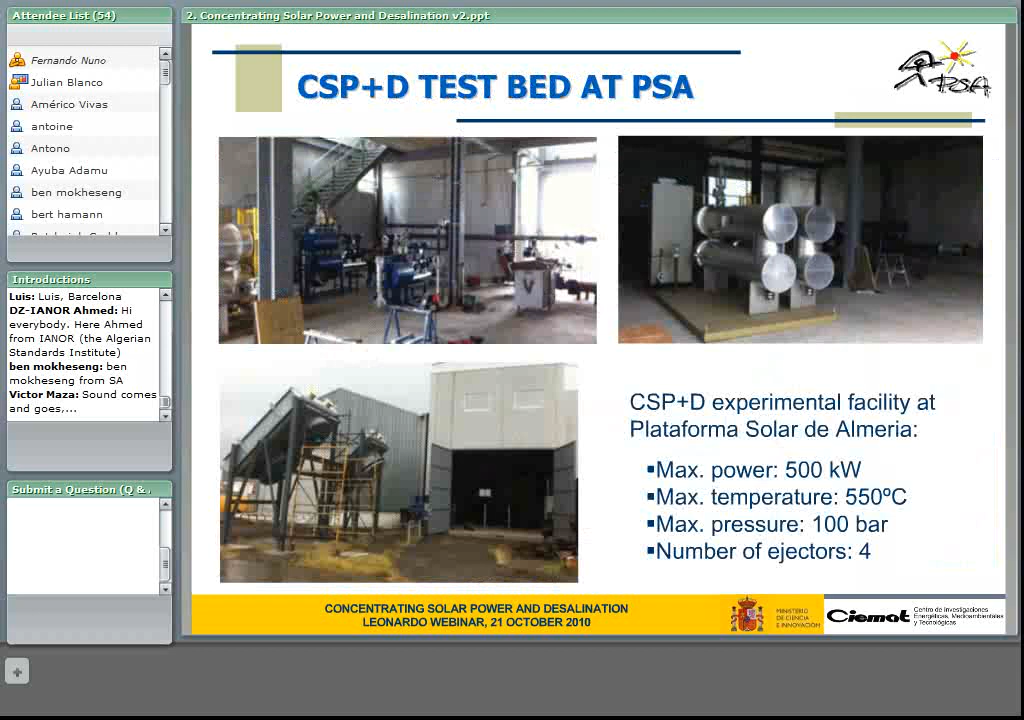 Attendee List (54)
Fernando Nuno
Julian Blanco
Américo Vivas
antoine
Antono
Ayuba Adamu
ben mokheseng
bert hamann
Introductions
Luis: Luis, Barcelona
DZ-IANOR Ahmed: Hi
everybody. Here Ahmed
from IANOR (the Algerian
Standards Institute)
ben mokheseng: ben
mokheseng from SA
Victor Maza: Sound comes
and goes,...
Submit a Question (Q &
2. Concentrating Solar Power and Desalination v2.ppt
CSP+D TEST BED AT PSA
PSA
CSP+D experimental facility at
Plataforma Solar de Almeria:
▪Max. power: 500 kW
▪Max. temperature: 550ºC
▪Max. pressure: 100 bar
▪Number of ejectors: 4
CONCENTRATING SOLAR POWER AND DESALINATION
LEONARDO WEBINAR, 21 OCTOBER 2010
MINISTERIO
DE CIENCIA
E INNOVACIÓN
Ciemat
Centro de Investigaciones
Energéticas, Medioambientales
y Tecnológicas